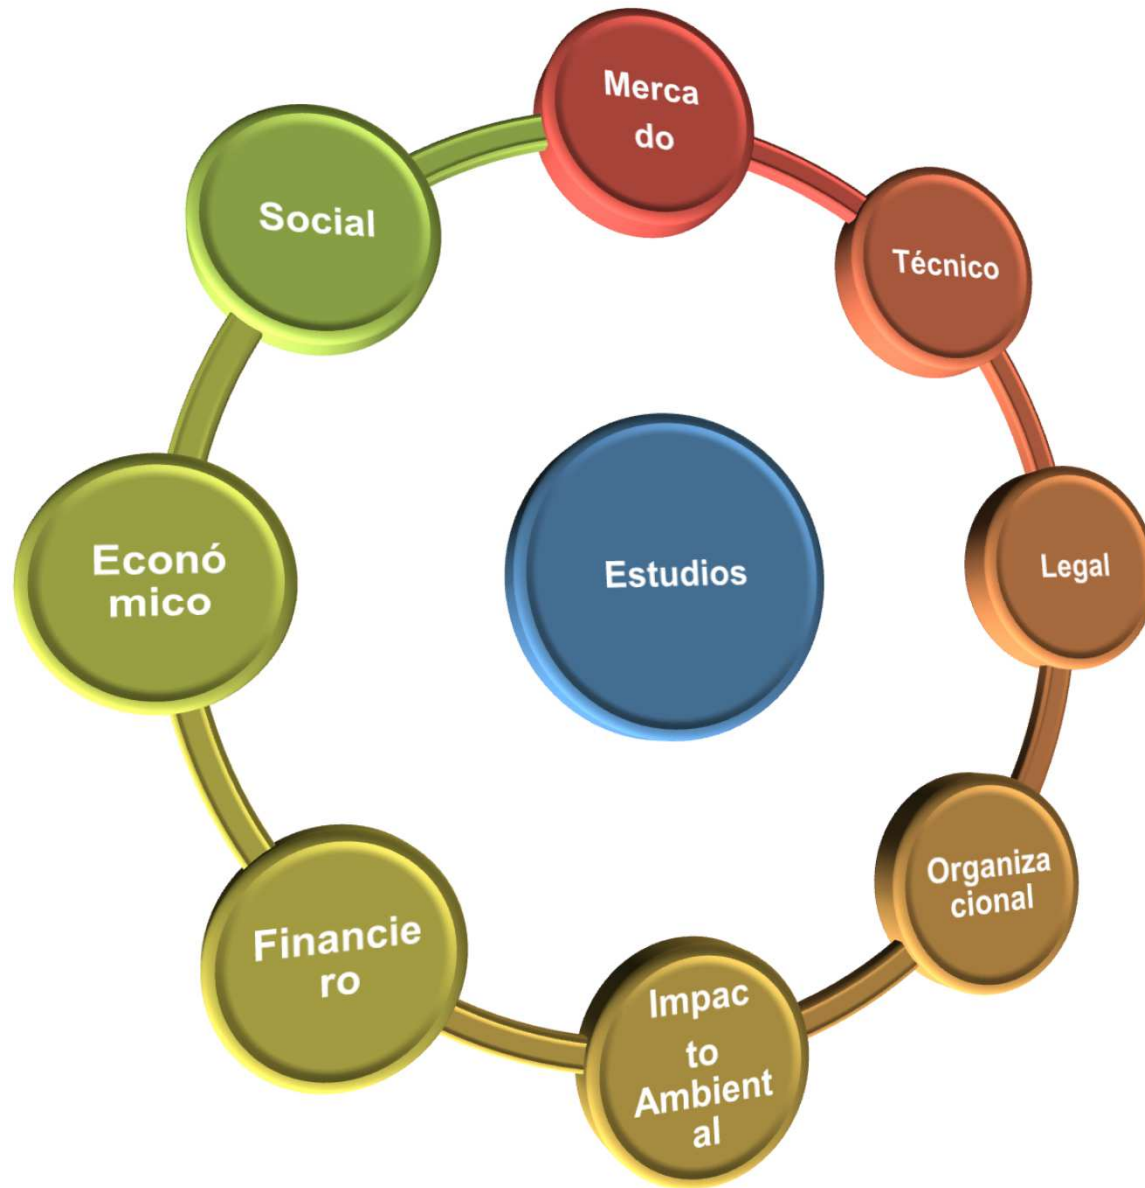 Merca
do
Técnico
Legal
Organiza
cional
Impac
to
Ambient
al
Financie
ro
Econó
mico
Social
Estudios